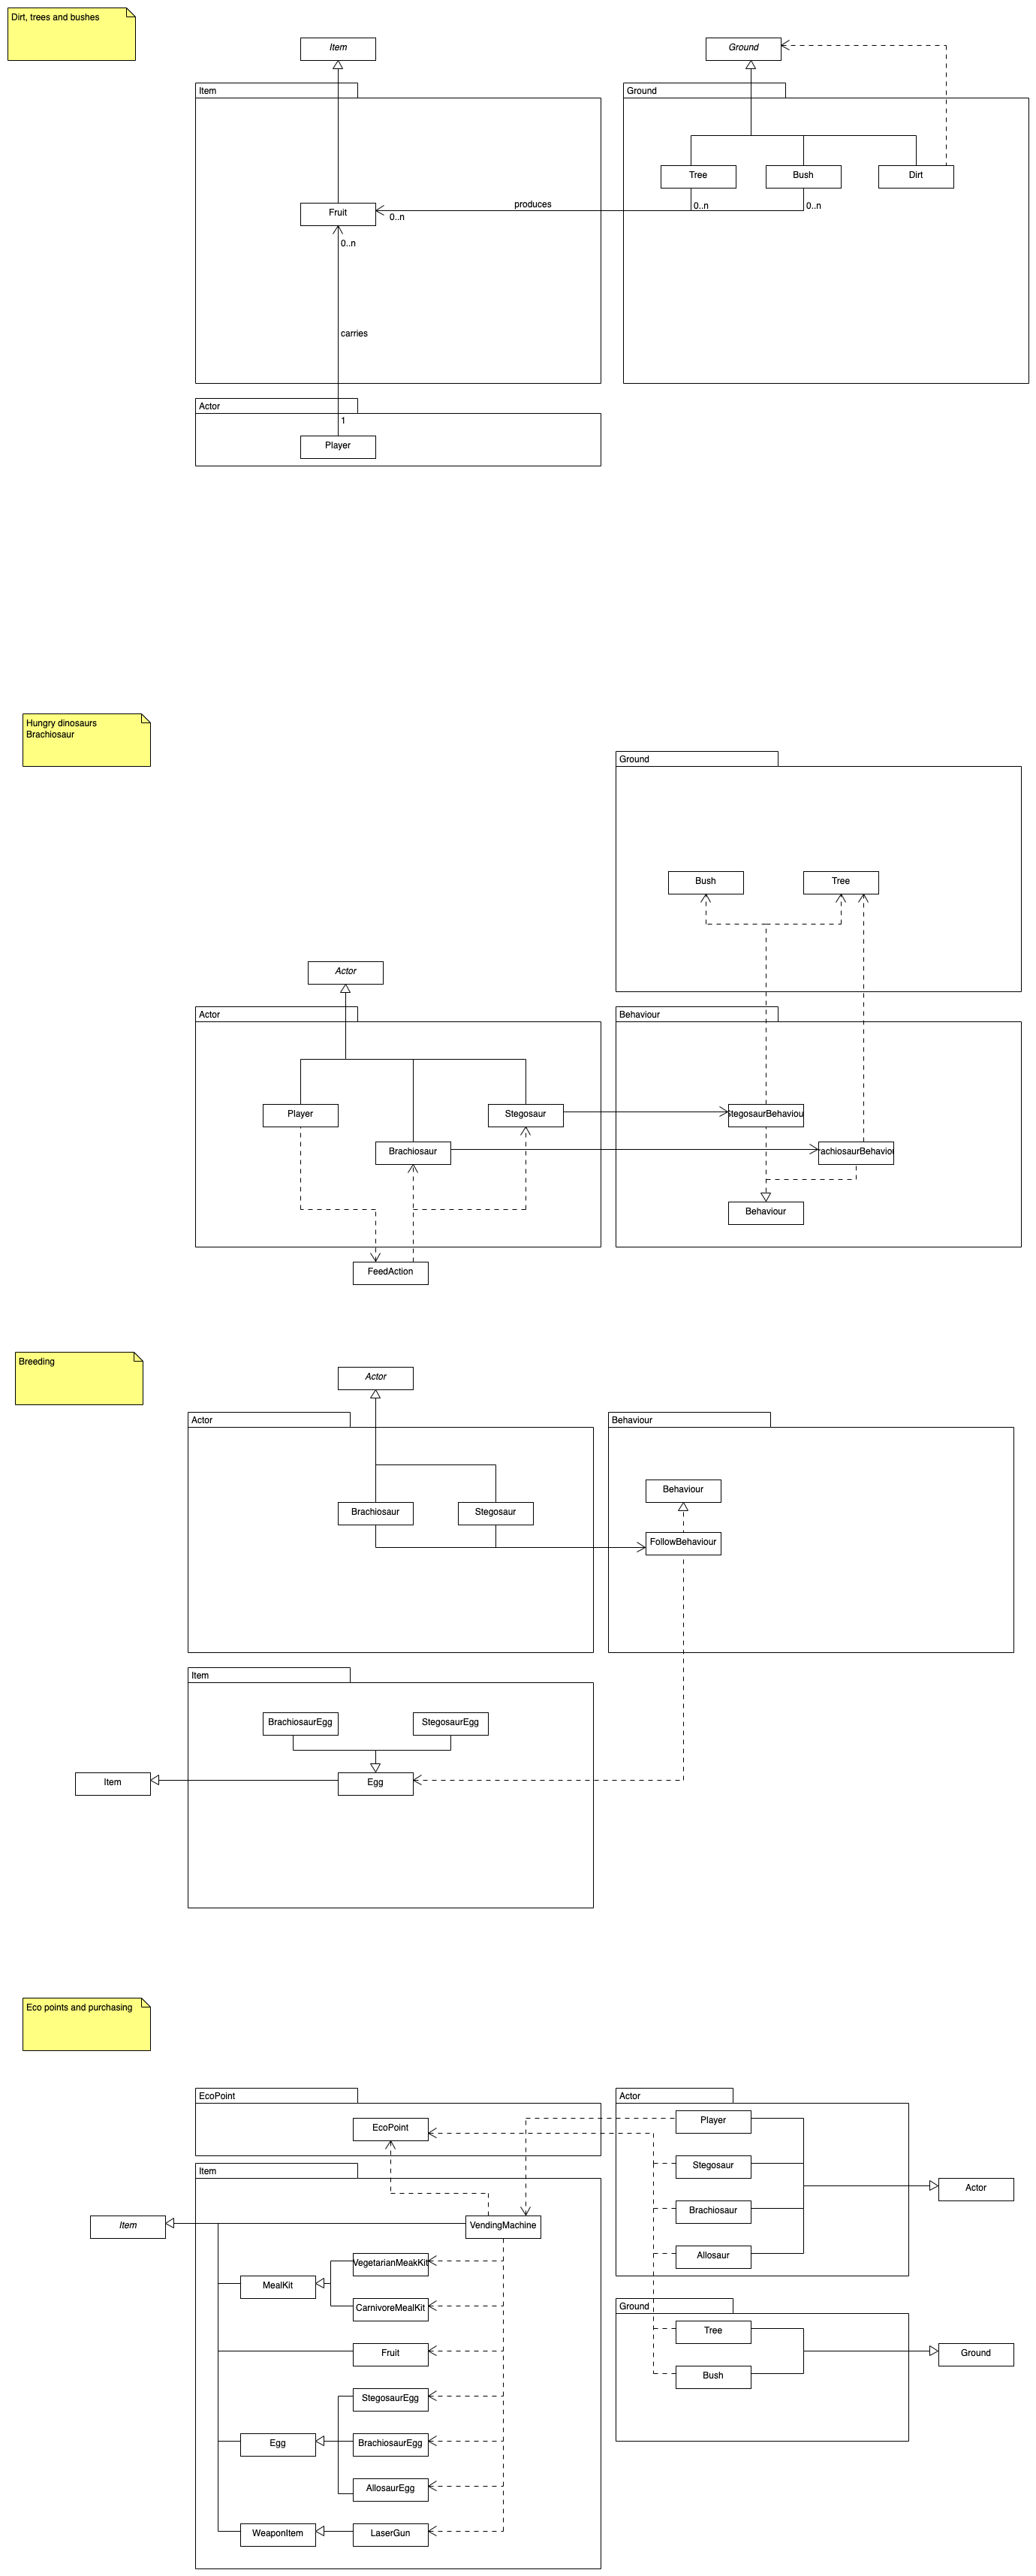 Dirt, trees and bushes
Item
Ground
Item
Ground
Tree
Bush
Dirt
produces
0..n
0..n
Fruit
0..n
0..n
carries
Actor
1
Player
Hungry dinosaurs
Brachiosaur
Ground
Bush
Tree
Actor
Actor
Behaviour
Player
Stegosaur
tegosaurBehaviou
Brachiosaur
achiosaurBehavio
Behaviour
FeedAction
Breeding
Actor
Actor
Behaviour
Behaviour
Brachiosaur
Stegosaur
FollowBehaviour
Item
BrachiosaurEgg
StegosaurEgg
Item
Egg
Eco points and purchasing
EcoPoint
Actor
EcoPoint
Player
Stegosaur
Item
Actor
Brachiosaur
Item
VendingMachine
Allosaur
VegetarianMeakKit
MealKit
CarnivoreMealKit
Ground
Tree
Fruit
Ground
Bush
StegosaurEgg
Egg
BrachiosaurEgg
AllosaurEgg
WeaponItem
LaserGun